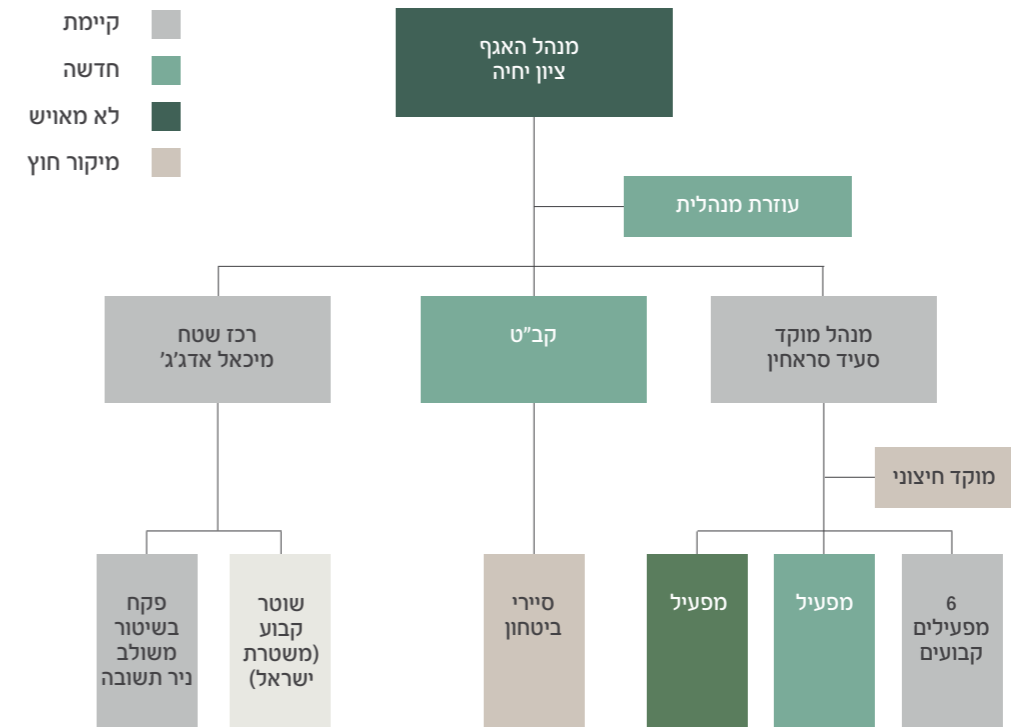 קיימת
חדשה
לא מאויש
מיקור חוץ
מנהל האגף
ציון יחיה
עוזרת מנהלית
מנהל מוקד
סעיד סראחין
קב"ט
רכז שטח
מיכאל אדג'ג'
מוקד חיצוני
6
מפעילים
קבועים
מפעיל
מפעיל
סיירי
ביטחון
שוטר
קבוע
(משטרת
ישראל)
פקח
בשיטור
משולב
ניר תשובה